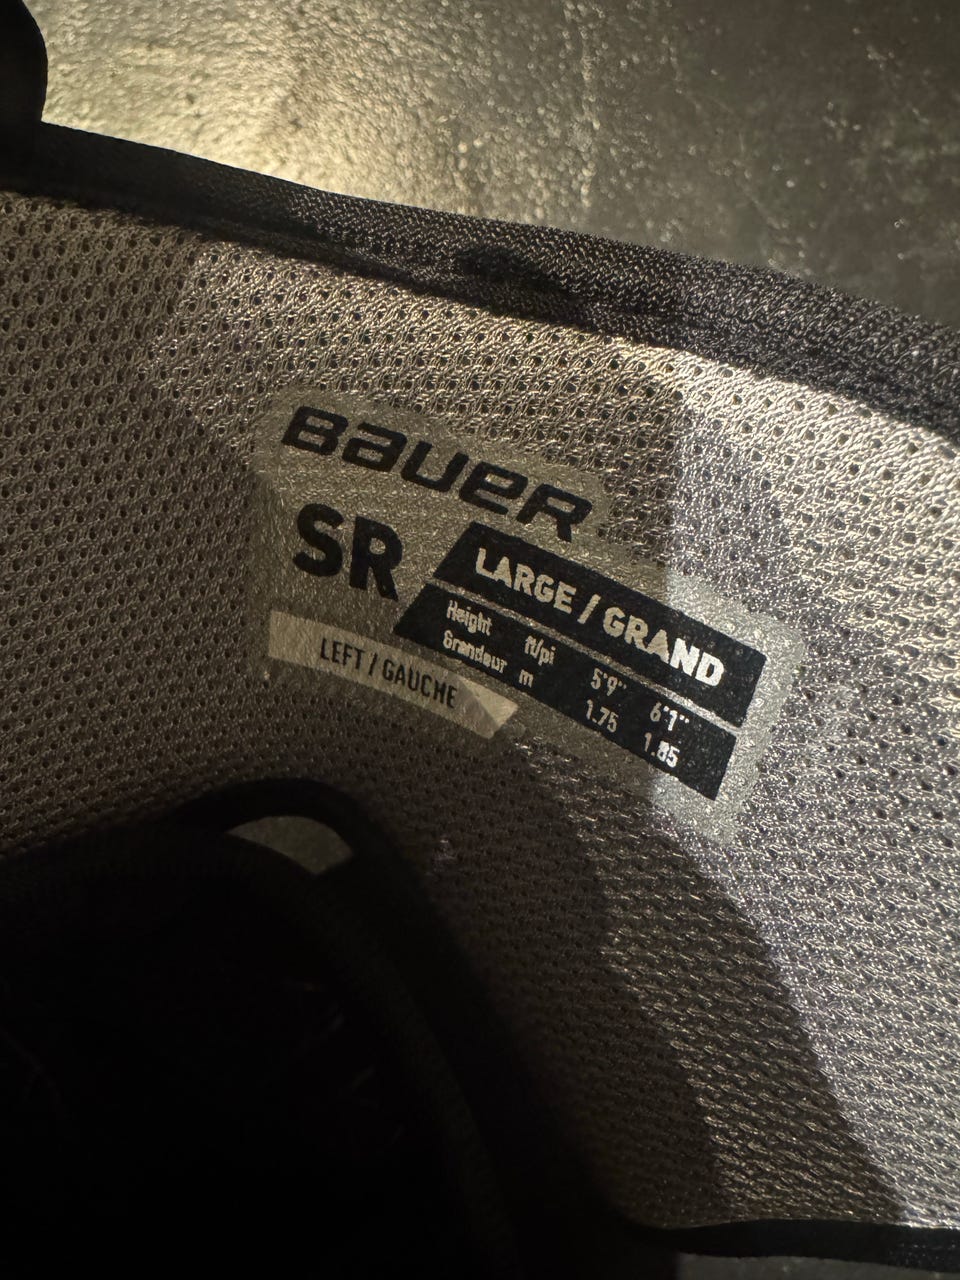 BAUER
SR
LARGE / GRAND
Height ft/pi 5'9" 6'1"
Grandeur m 1.75 1.85
LEFT / GAUCHE